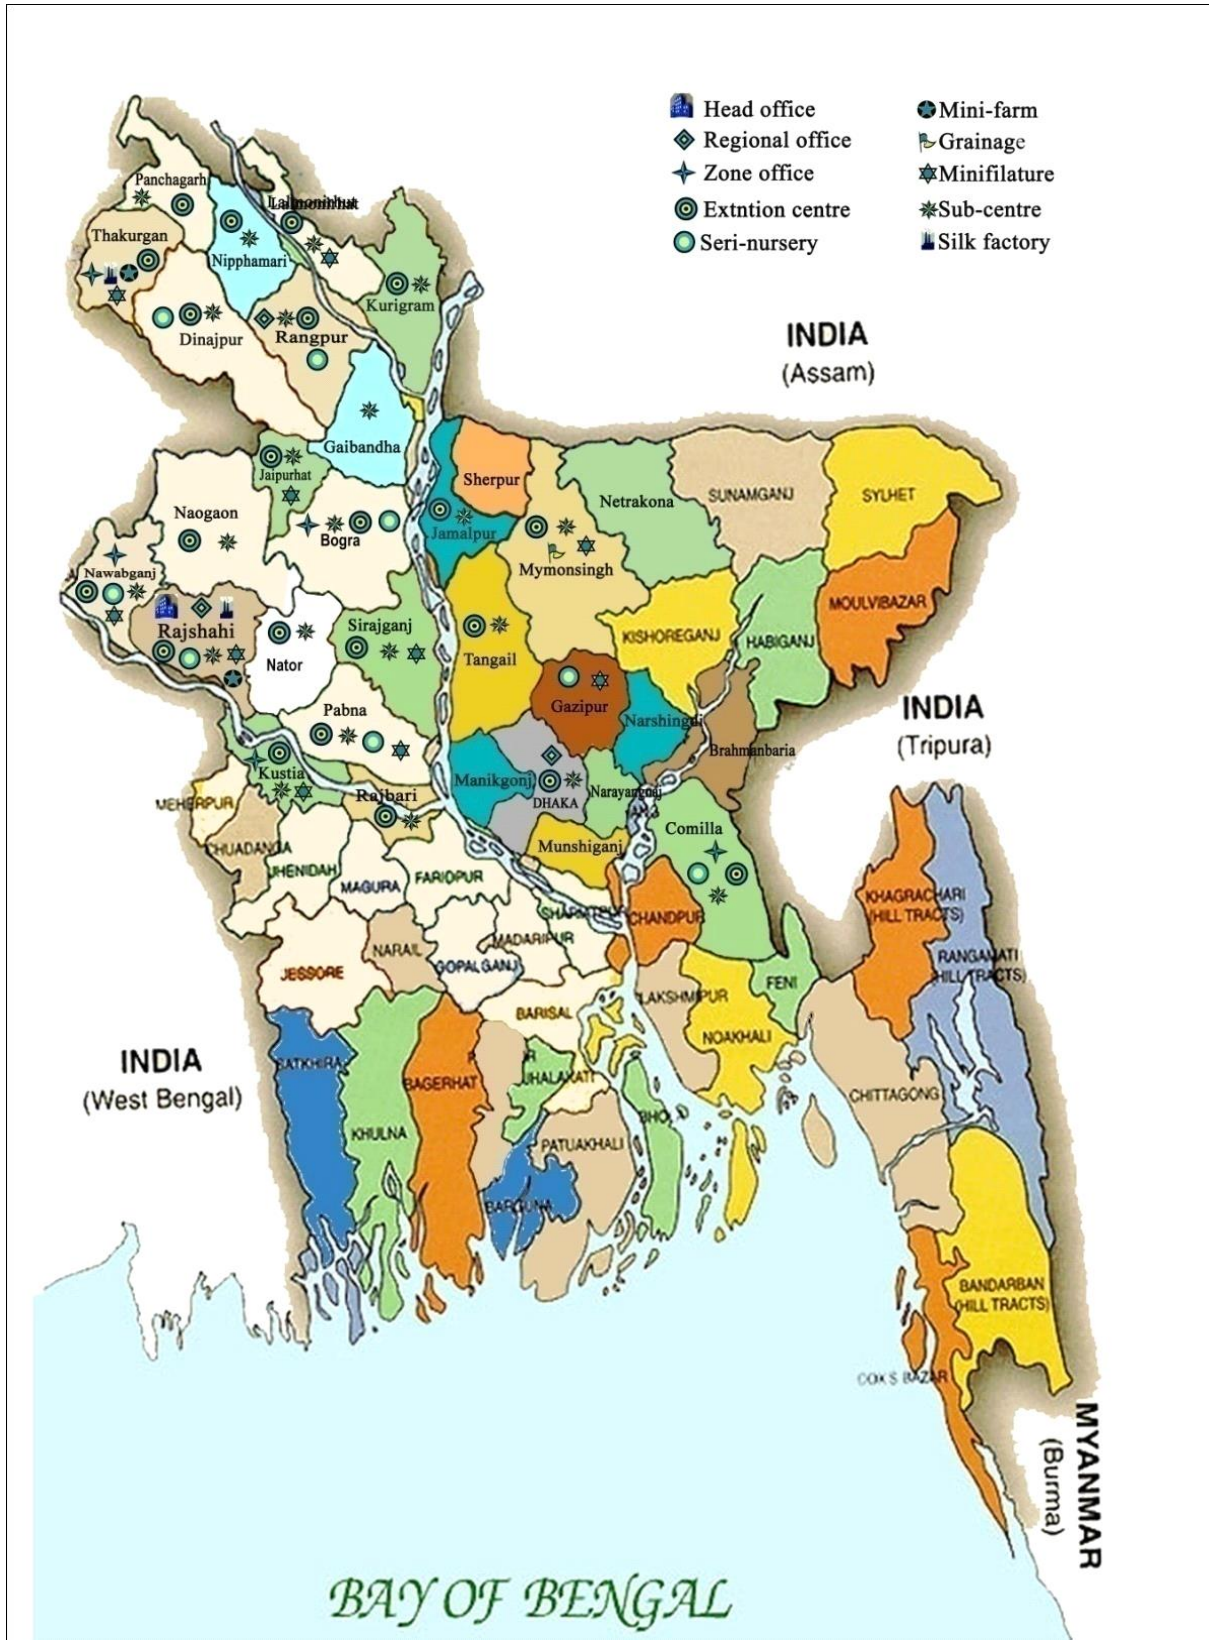 Head office
Regional office
Zone office
Extntion centre
Seri-nursery
Mini-farm
Grainage
Minifilature
Sub-centre
Silk factory
Panchagarh
Thakurgan
Nipphamari
Kurigram
Dinajpur
Rangpur
INDIA
(Assam)
Gaibandha
Jaipurhat
Sherpur
Netrakona
SUNAMGANJ
SYLHET
Naogaon
Bogra
Jamalpur
Mymonsingh
Nawabganj
MOULVIBAZAR
Rajshahi
Sirajganj
KISHOREGANJ
HABIGANJ
Nator
Tangail
Gazipur
INDIA
(Tripura)
Pabna
Narshingdi
Brahmanbaria
Kustia
Manikgonj
DHAKA
MEHERPUR
Rajbari
Comilla
CHUADANGA
JHENIDAH
MAGURA
FARIDPUR
Munshiganj
KHAGRACHARI
(HILL TRACTS)
SHARIATPUR
CHANDPUR
JESSORE
NARAIL
GOPALGANJ
MADARIPUR
RANGAMATI
(HILL TRACTS)
LAKSHMIPUR
FENI
BARISAL
NOAKHALI
INDIA
(West Bengal)
SATKHIRA
BAGERHAT
JHALAKATI
CHITTAGONG
KHULNA
PATUAKHALI
BARGUNA
BANDARBAN
(HILL TRACTS)
COX S BAZAR
MYANMAR
(Burma)
BAY OF BENGAL